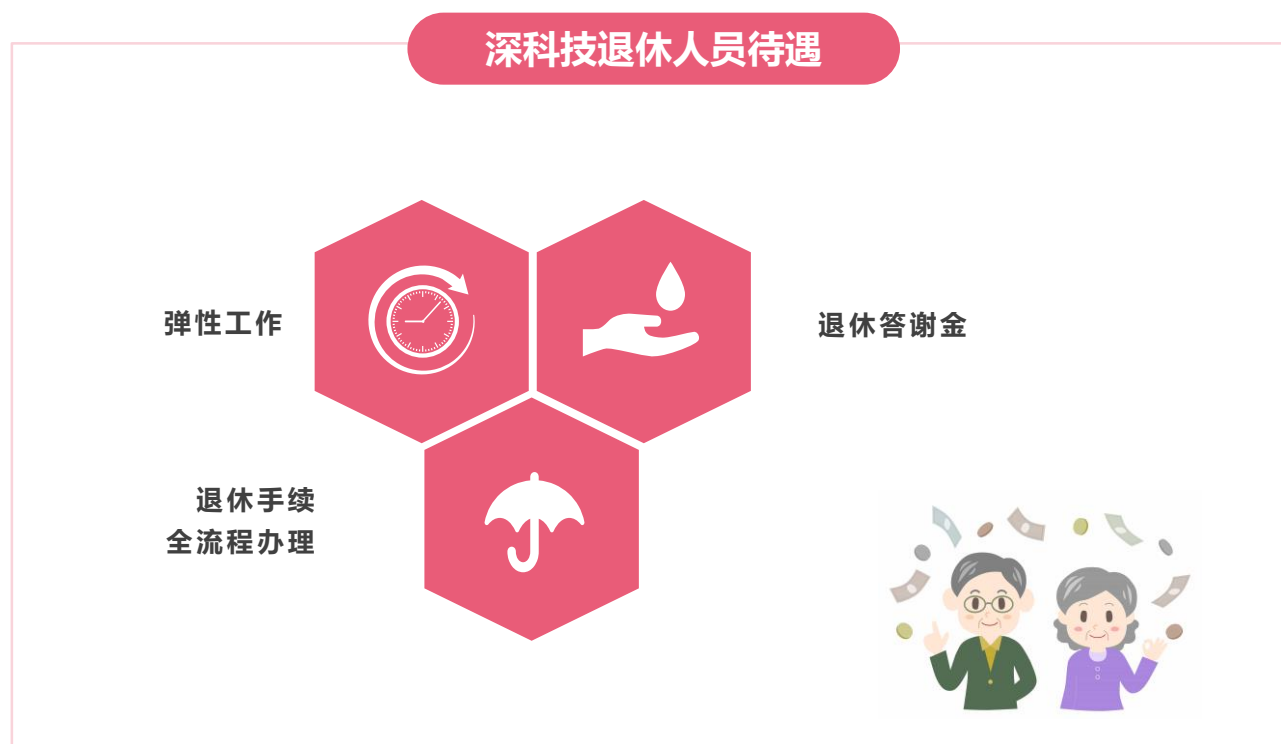 深科技退休人员待遇
弹性工作
退休答谢金
退休手续
全流程办理